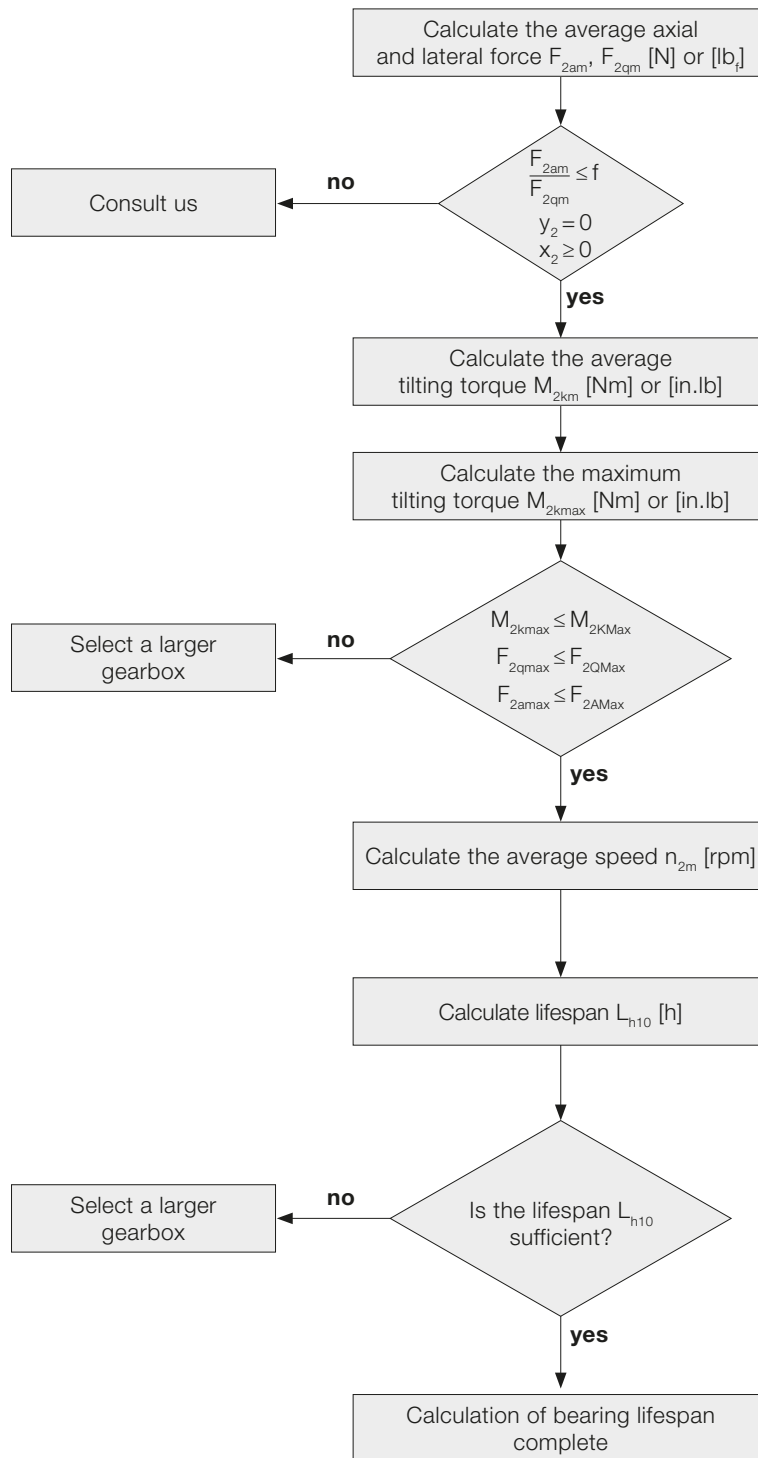 Calculate the average axial
and lateral force F₂ₐₘ, F₂qₘ [N] or [lbf]
F₂ₐₘ
F₂qₘ
≤ f
y₂ = 0
x₂ ≥ 0
no
Consult us
yes
Calculate the average
tilting torque M₂ₖₘ [Nm] or [in.lb]
Calculate the maximum
tilting torque M₂ₖₘₐₓ [Nm] or [in.lb]
M₂ₖₘₐₓ ≤ M₂KMax
F₂qₘₐₓ ≤ F₂QMax
F₂ₐₘₐₓ ≤ F₂AMax
no
Select a larger
gearbox
yes
Calculate the average speed n₂ₘ [rpm]
Calculate lifespan Lₕ₁₀ [h]
Is the lifespan Lₕ₁₀
sufficient?
no
Select a larger
gearbox
yes
Calculation of bearing lifespan
complete